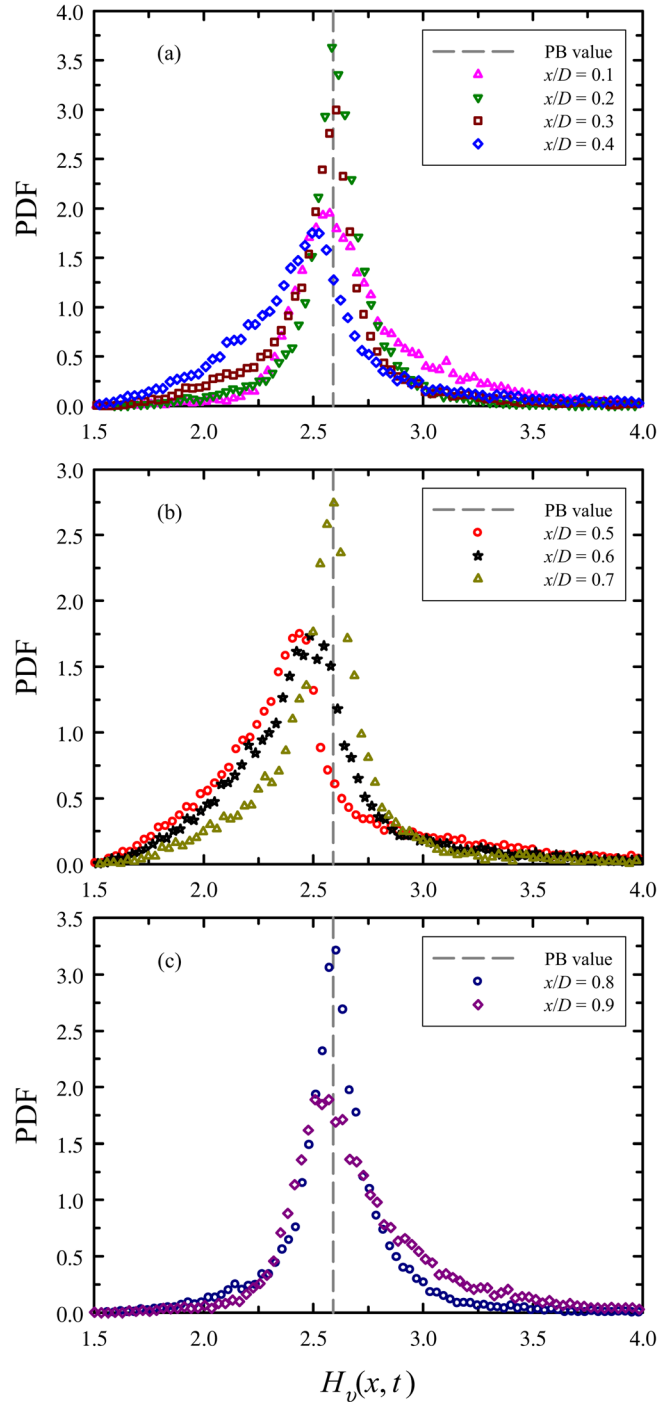 4.0
3.5
3.0
2.5
2.0
1.5
1.0
0.5
0.0
PDF
(a)
PB value
x/D = 0.1
x/D = 0.2
x/D = 0.3
x/D = 0.4
1.5 2.0 2.5 3.0 3.5 4.0
3.0
2.5
2.0
1.5
1.0
0.5
0.0
PDF
(b)
PB value
x/D = 0.5
x/D = 0.6
x/D = 0.7
1.5 2.0 2.5 3.0 3.5 4.0
3.5
3.0
2.5
2.0
1.5
1.0
0.5
0.0
PDF
(c)
PB value
x/D = 0.8
x/D = 0.9
1.5 2.0 2.5 3.0 3.5 4.0
H_υ(x, t)